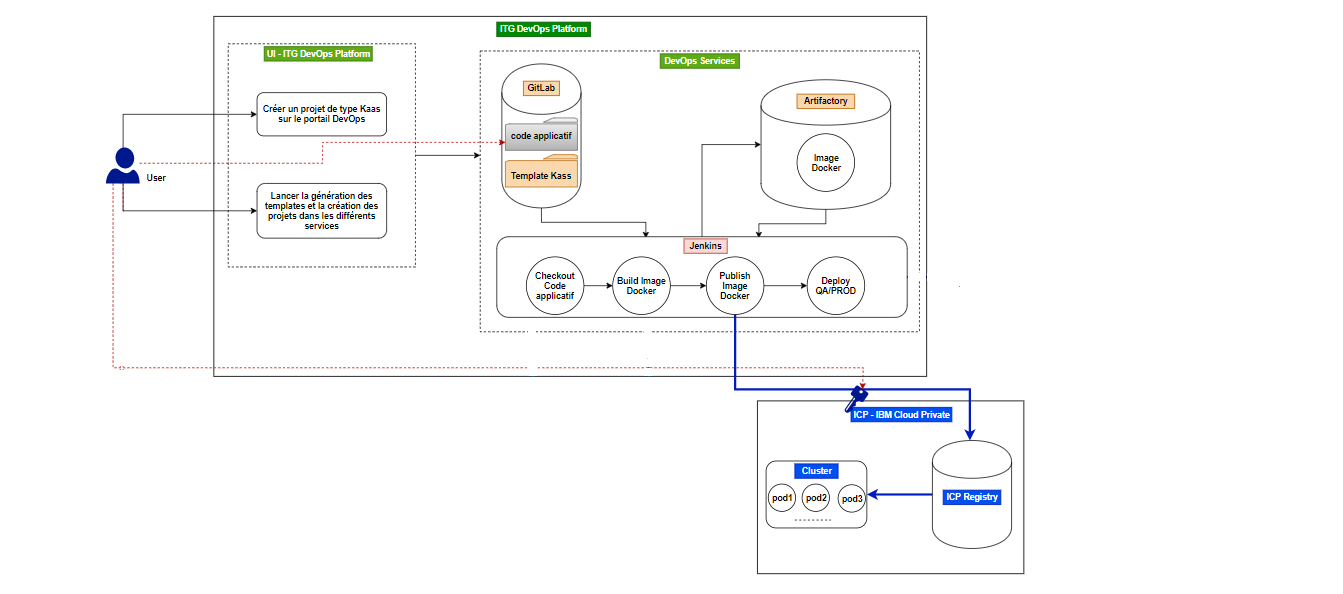 ITG DevOps Platform
UI - ITG DevOps Platform
DevOps Services
Créer un projet de type Kaas
sur le portail DevOps
User
Lancer la génération des
templates et la création des
projets dans les différents
services
GitLab
code applicatif
Template Kass
Artifactory
Image
Docker
Jenkins
Checkout
Code
applicatif
Build Image
Docker
Publish
Image
Docker
Deploy
QA/PROD
ICP - IBM Cloud Private
Cluster
pod1
pod2
pod3
ICP Registry